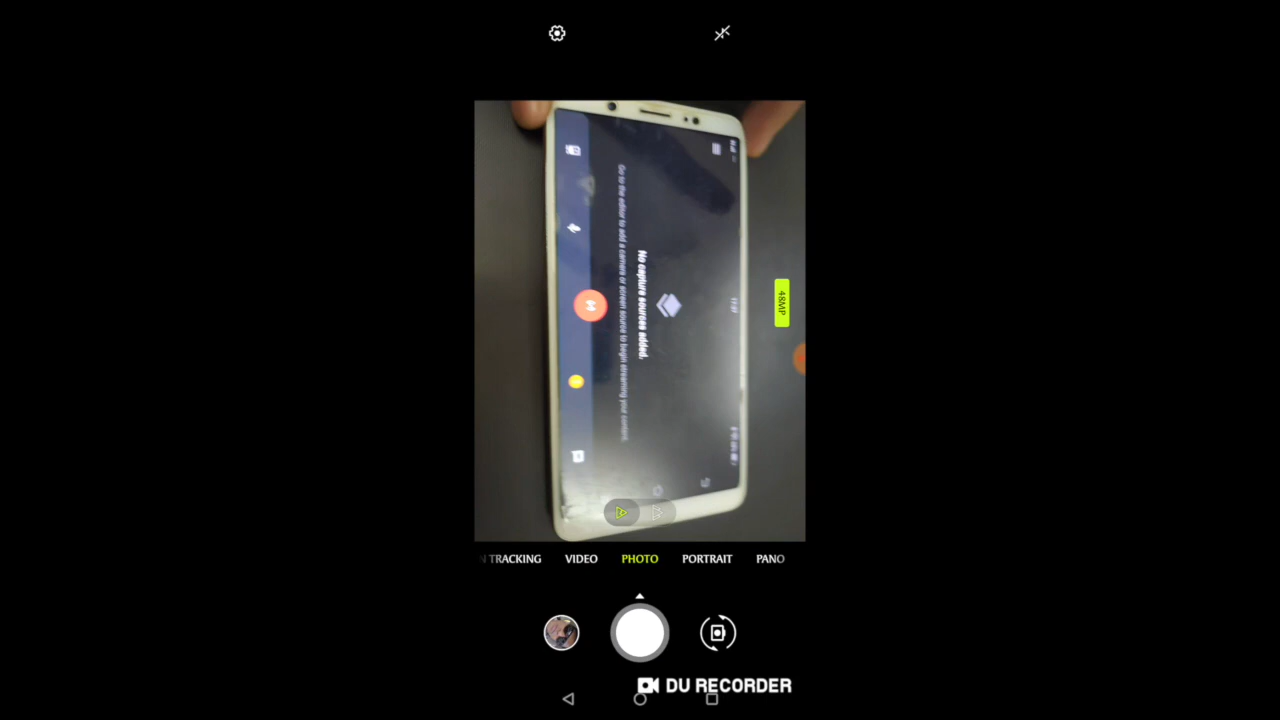 No capture sources added.
Go to the editor to add a camera or screen source to begin streaming your content.
48MP
N TRACKING VIDEO PHOTO PORTRAIT PANO
DU RECORDER